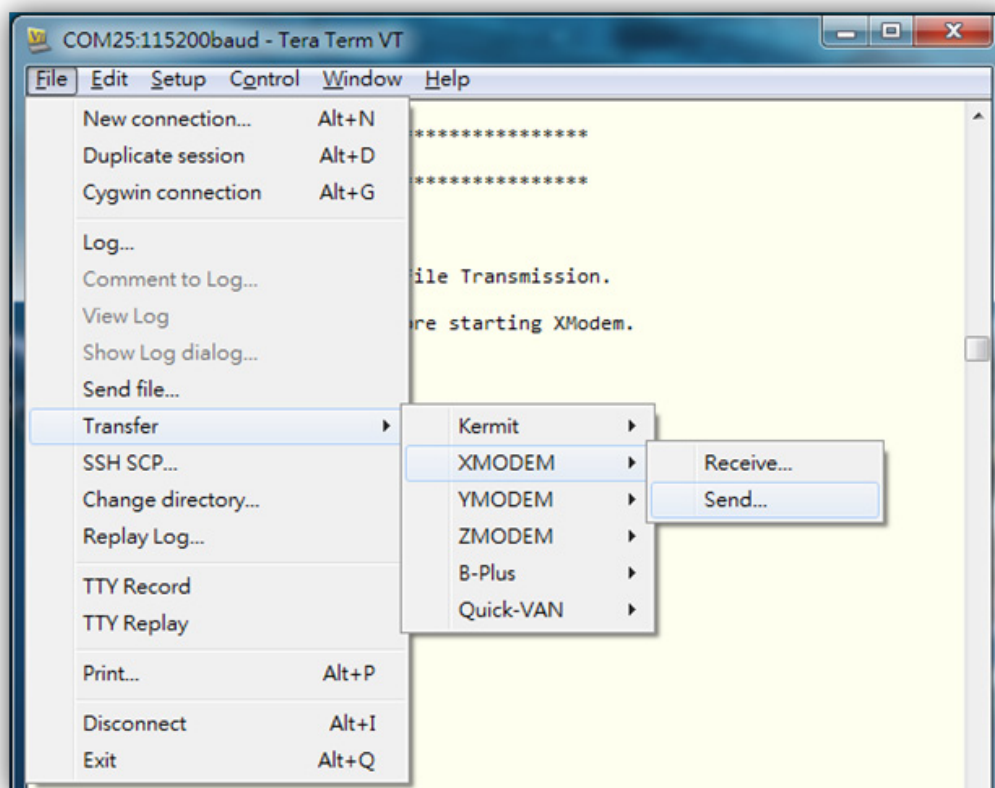 COM25:115200baud - Tera Term VT
File Edit Setup Control Window Help
New connection... Alt+N
Duplicate session Alt+D
Cygwin connection Alt+G
Log...
Comment to Log...
View Log
Show Log dialog...
Send file...
Transfer
SSH SCP...
Change directory...
Replay Log...
TTY Record
TTY Replay
Print... Alt+P
Disconnect Alt+I
Exit Alt+Q
Kermit
XMODEM
YMODEM
ZMODEM
B-Plus
Quick-VAN
Receive...
Send...
***************
***************
ile Transmission.
re starting XModem.